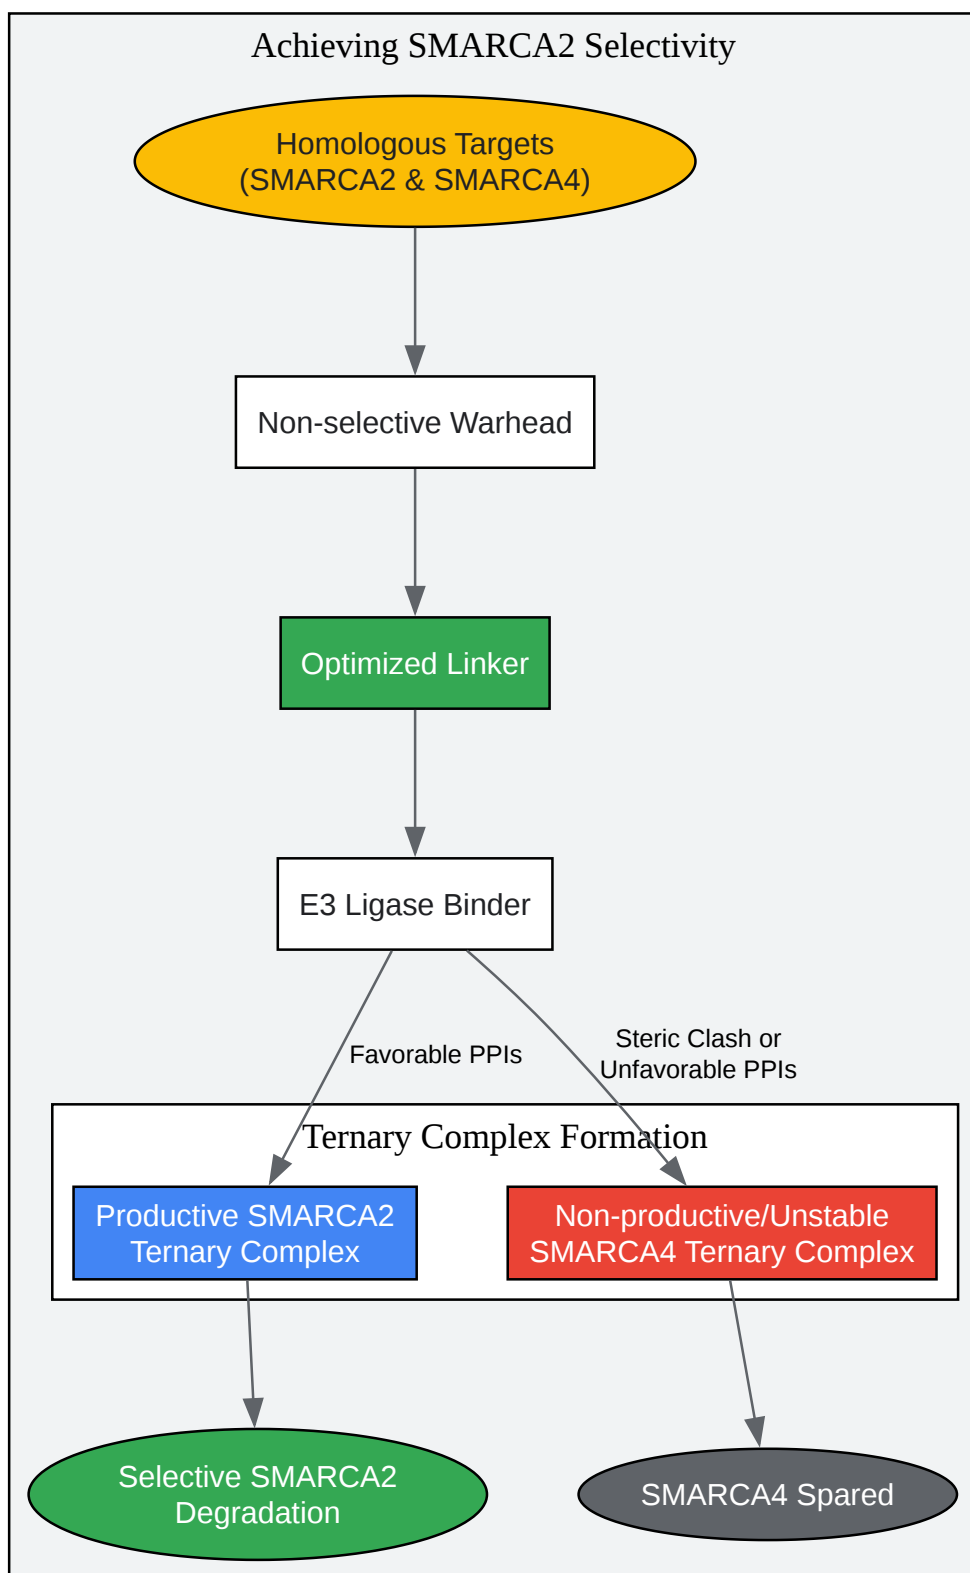 Achieving SMARCA2 Selectivity
Homologous Targets
(SMARCA2 & SMARCA4)
Non-selective Warhead
Optimized Linker
E3 Ligase Binder
Favorable PPIs
Steric Clash or
Unfavorable PPIs
Ternary Complex Formation
Productive SMARCA2
Ternary Complex
Non-productive/Unstable
SMARCA4 Ternary Complex
Selective SMARCA2
Degradation
SMARCA4 Spared